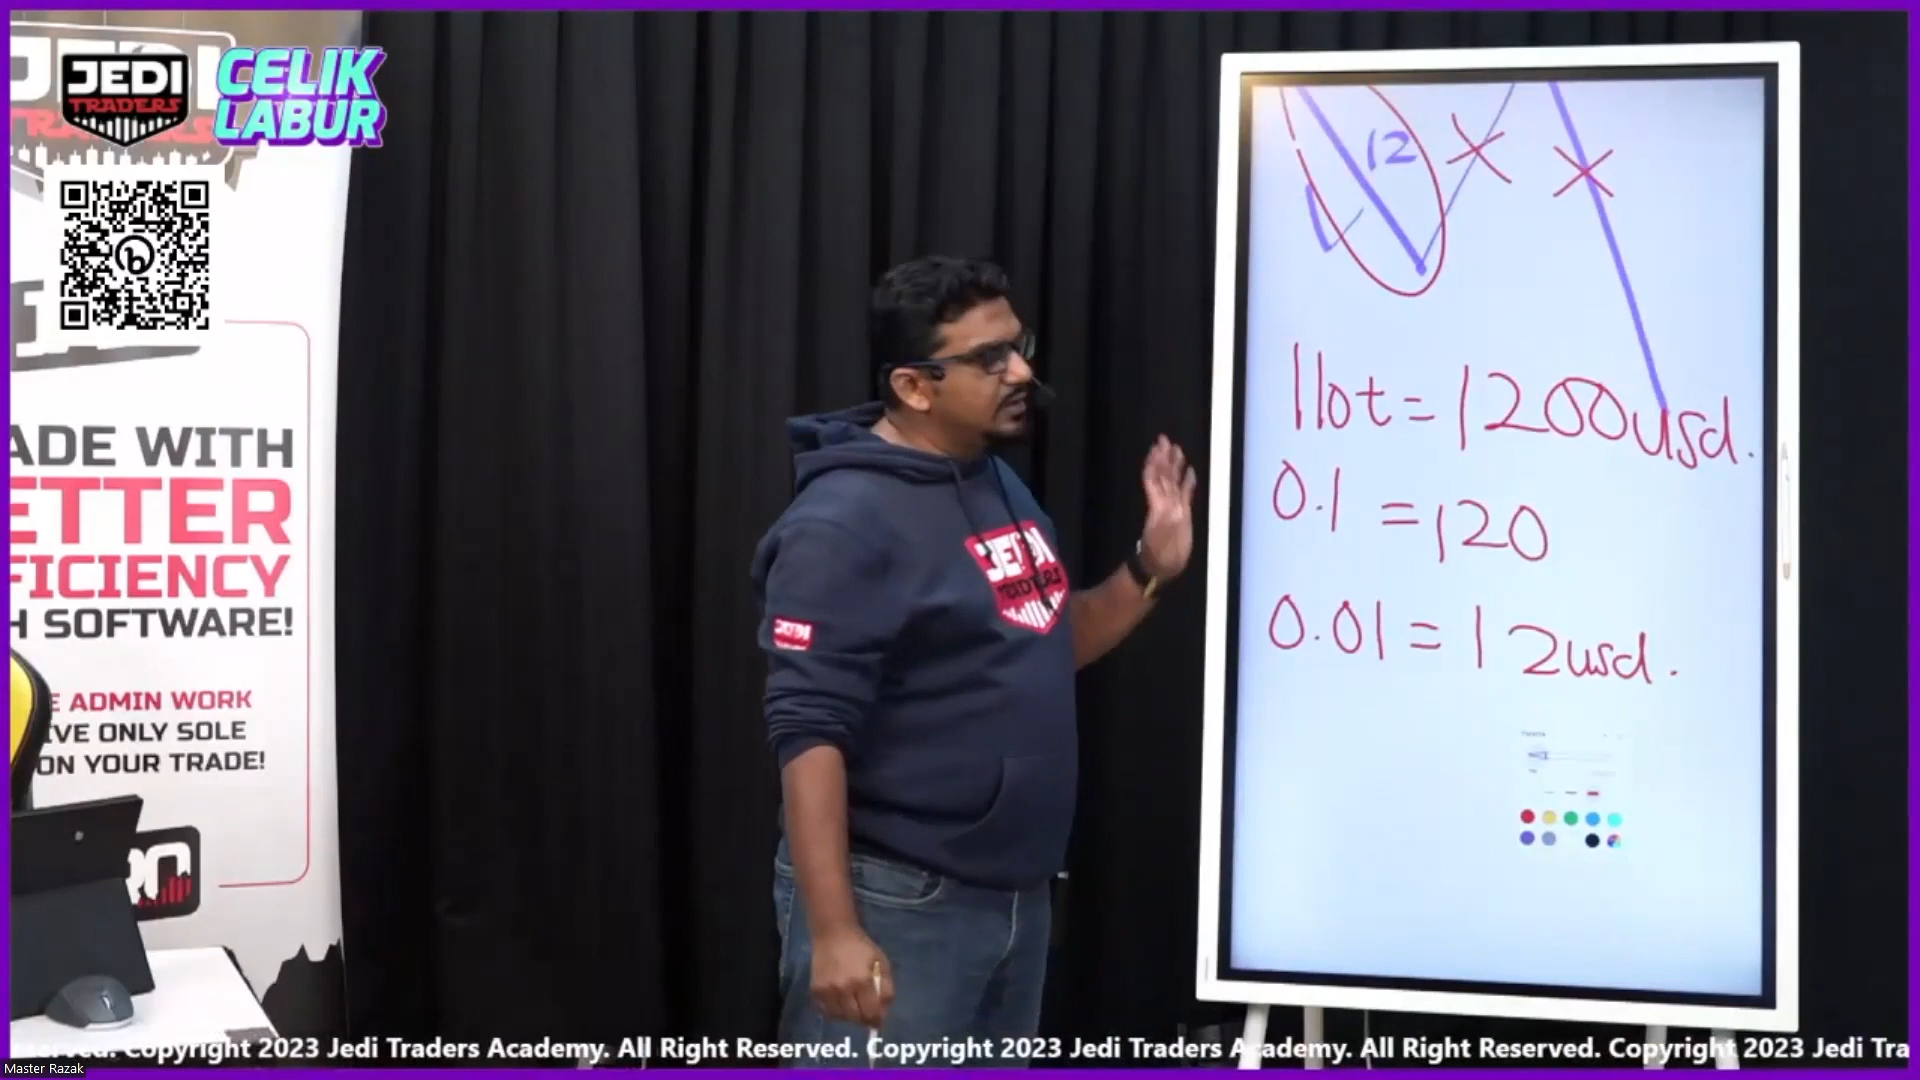 JEDI
TRADERS
CELIK
LABUR
ADE WITH
ETTER
FICIENCY
H SOFTWARE!
E ADMIN WORK
IVE ONLY SOLE
ON YOUR TRADE!
JEDI
TRADERS
JEDI
12
1lot = 1200usd.
0.1 = 120
0.01 = 12usd.
Copyright 2023 Jedi Traders Academy. All Right Reserved. Copyright 2023 Jedi Traders Academy. All Right Reserved. Copyright 2023 Jedi Tra
Master Razak